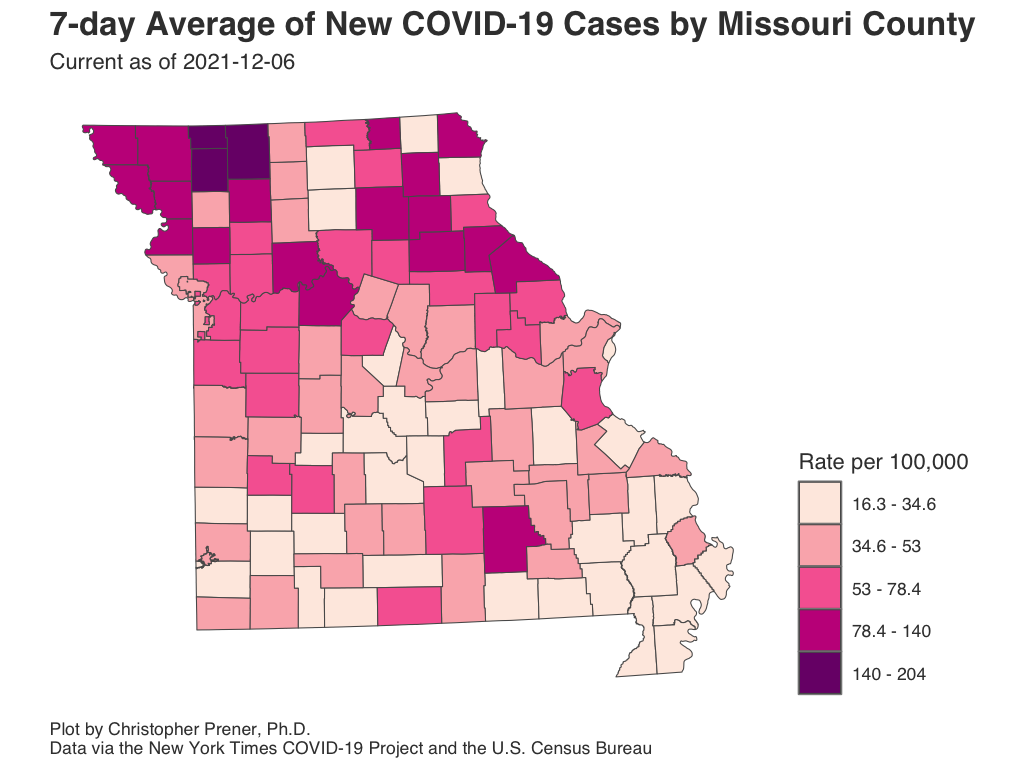 7-day Average of New COVID-19 Cases by Missouri County
Current as of 2021-12-06
Rate per 100,000
16.3 - 34.6
34.6 - 53
53 - 78.4
78.4 - 140
140 - 204
Plot by Christopher Prener, Ph.D.
Data via the New York Times COVID-19 Project and the U.S. Census Bureau